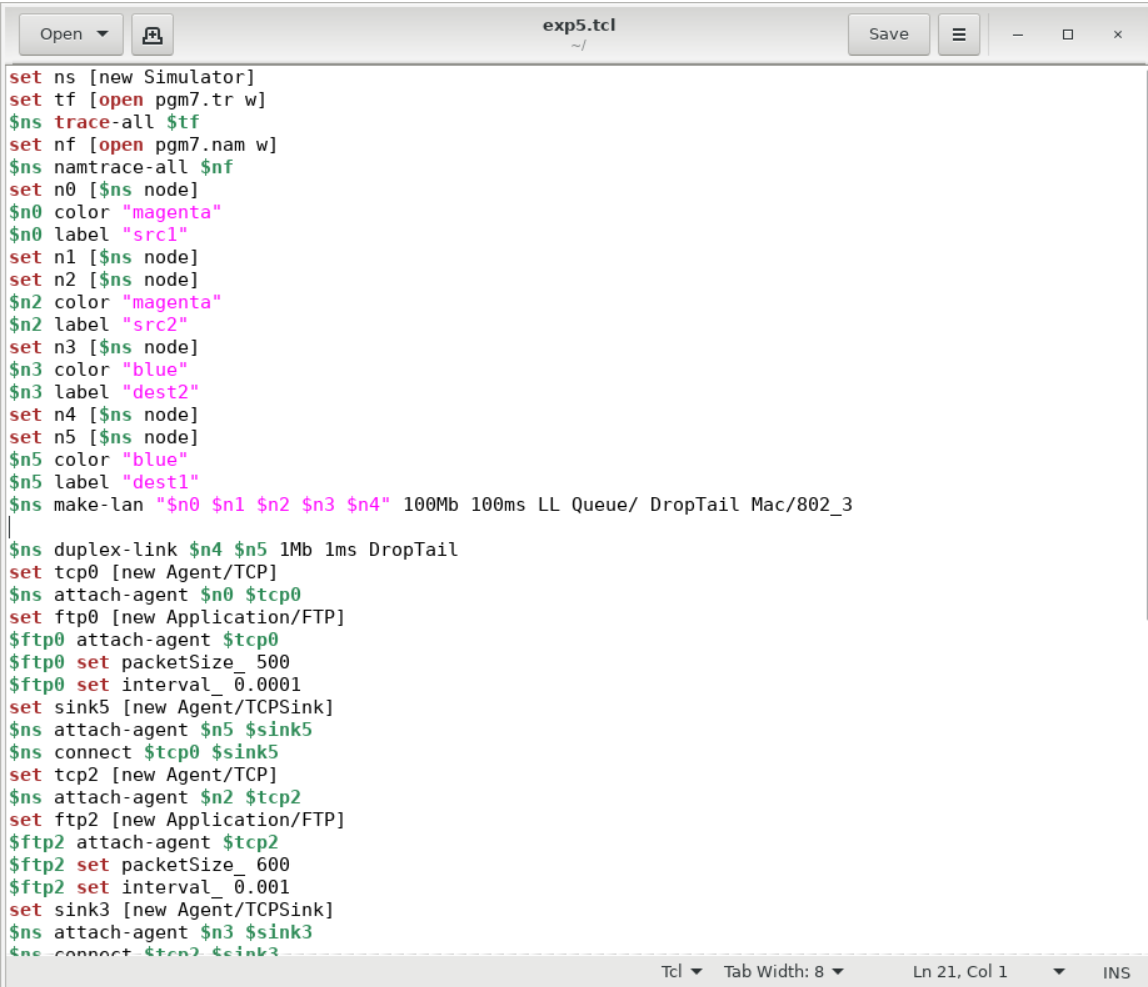 Open
exp5.tcl
~/
Save
set ns [new Simulator]
set tf [open pgm7.tr w]
$ns trace-all $tf
set nf [open pgm7.nam w]
$ns namtrace-all $nf
set n0 [$ns node]
$n0 color "magenta"
$n0 label "src1"
set n1 [$ns node]
set n2 [$ns node]
$n2 color "magenta"
$n2 label "src2"
set n3 [$ns node]
$n3 color "blue"
$n3 label "dest2"
set n4 [$ns node]
set n5 [$ns node]
$n5 color "blue"
$n5 label "dest1"
$ns make-lan "$n0 $n1 $n2 $n3 $n4" 100Mb 100ms LL Queue/ DropTail Mac/802_3
$ns duplex-link $n4 $n5 1Mb 1ms DropTail
set tcp0 [new Agent/TCP]
$ns attach-agent $n0 $tcp0
set ftp0 [new Application/FTP]
$ftp0 attach-agent $tcp0
$ftp0 set packetSize_ 500
$ftp0 set interval_ 0.0001
set sink5 [new Agent/TCPSink]
$ns attach-agent $n5 $sink5
$ns connect $tcp0 $sink5
set tcp2 [new Agent/TCP]
$ns attach-agent $n2 $tcp2
set ftp2 [new Application/FTP]
$ftp2 attach-agent $tcp2
$ftp2 set packetSize_ 600
$ftp2 set interval_ 0.001
set sink3 [new Agent/TCPSink]
$ns attach-agent $n3 $sink3
$ns connect $tcp2 $sink3
Tcl Tab Width: 8 Ln 21, Col 1 INS